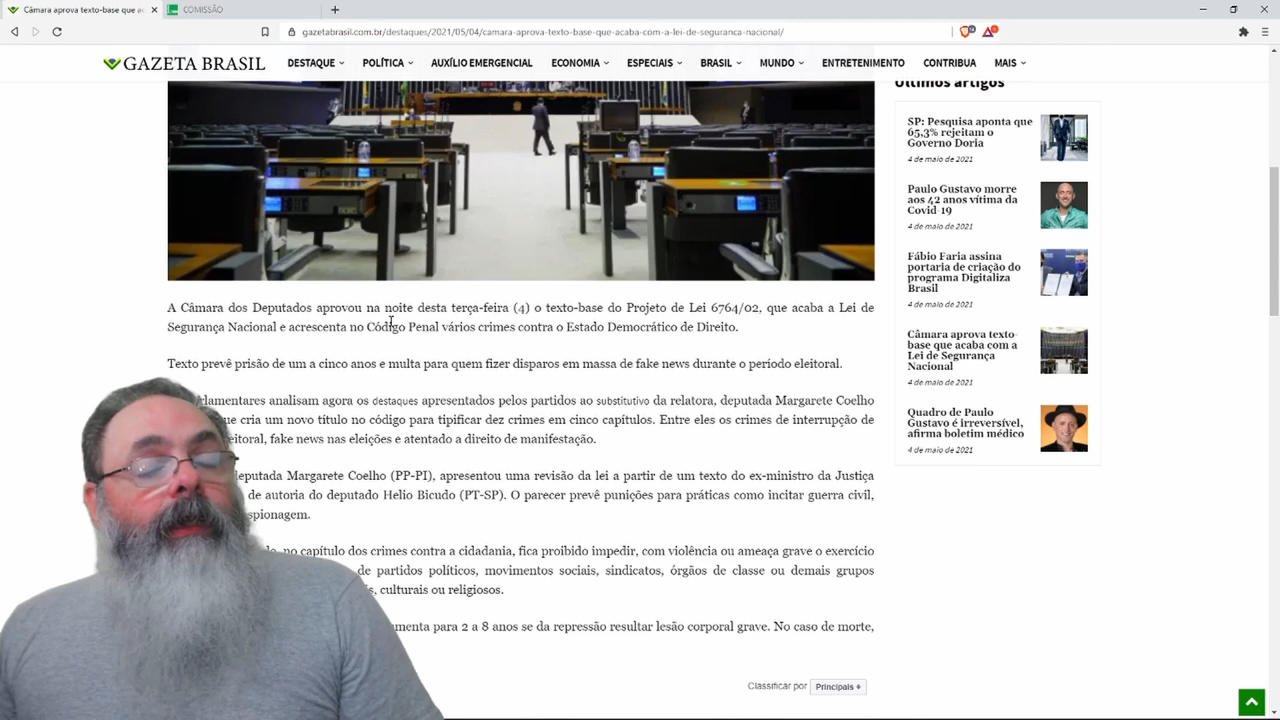 Câmara aprova texto-base que
COMISSÃO
gazetabrasil.com.br/destaques/2021/05/04/camara-aprova-texto-base-que-acaba-com-a-lei-de-seguranca-nacional/
GAZETA BRASIL
DESTAQUE
POLÍTICA
AUXÍLIO EMERGENCIAL
ECONOMIA
ESPECIAIS
BRASIL
MUNDO
ENTRETENIMENTO
CONTRIBUA
MAIS
A Câmara dos Deputados aprovou na noite desta terça-feira (4) o texto-base do Projeto de Lei 6764/02, que acaba a Lei de
Segurança Nacional e acrescenta no Código Penal vários crimes contra o Estado Democrático de Direito.
Texto prevê prisão de um a cinco anos e multa para quem fizer disparos em massa de fake news durante o período eleitoral.
analisam agora os destaques apresentados pelos partidos ao substitutivo da relatora, deputada Margarete Coelho
que cria um novo título no código para tipificar dez crimes em cinco capítulos. Entre eles os crimes de interrupção de
fake news nas eleições e atentado a direito de manifestação.
Margarete Coelho (PP-PI), apresentou uma revisão da lei a partir de um texto do ex-ministro da Justiça
de autoria do deputado Helio Bicudo (PT-SP). O parecer prevê punições para práticas como incitar guerra civil,
no capítulo dos crimes contra a cidadania, fica proibido impedir, com violência ou ameaça grave o exercício
de partidos políticos, movimentos sociais, sindicatos, órgãos de classe ou demais grupos
culturais ou religiosos.
para 2 a 8 anos se da repressão resultar lesão corporal grave. No caso de morte,
Classificar por Principais
Últimos artigos
SP: Pesquisa aponta que
65,3% rejeitam o
Governo Doria
4 de maio de 2021
Paulo Gustavo morre
aos 42 anos vítima da
Covid-19
4 de maio de 2021
Fábio Faria assina
portaria de criação do
programa Digitaliza
Brasil
4 de maio de 2021
Câmara aprova texto-
base que acaba com a
Lei de Segurança
Nacional
4 de maio de 2021
Quadro de Paulo
Gustavo é irreversível,
afirma boletim médico
4 de maio de 2021